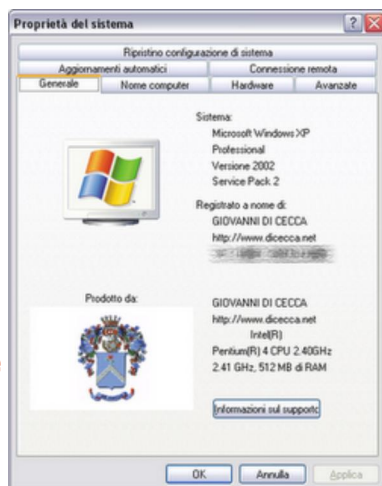 Proprietà del sistema
Ripristino configurazione di sistema
Aggiornamenti automatici
Connessione remota
Generale
Nome computer
Hardware
Avanzate
Sistema:
Microsoft Windows XP
Professional
Versione 2002
Service Pack 2
Registrato a nome di:
GIOVANNI DI CECCA
http://www.dicecca.net
Prodotto da:
GIOVANNI DI CECCA
http://www.dicecca.net
Intel(R)
Pentium(R) 4 CPU 2.40GHz
2.41 GHz, 512 MB di RAM
Informazioni sul supporto
OK
Annulla
Applica